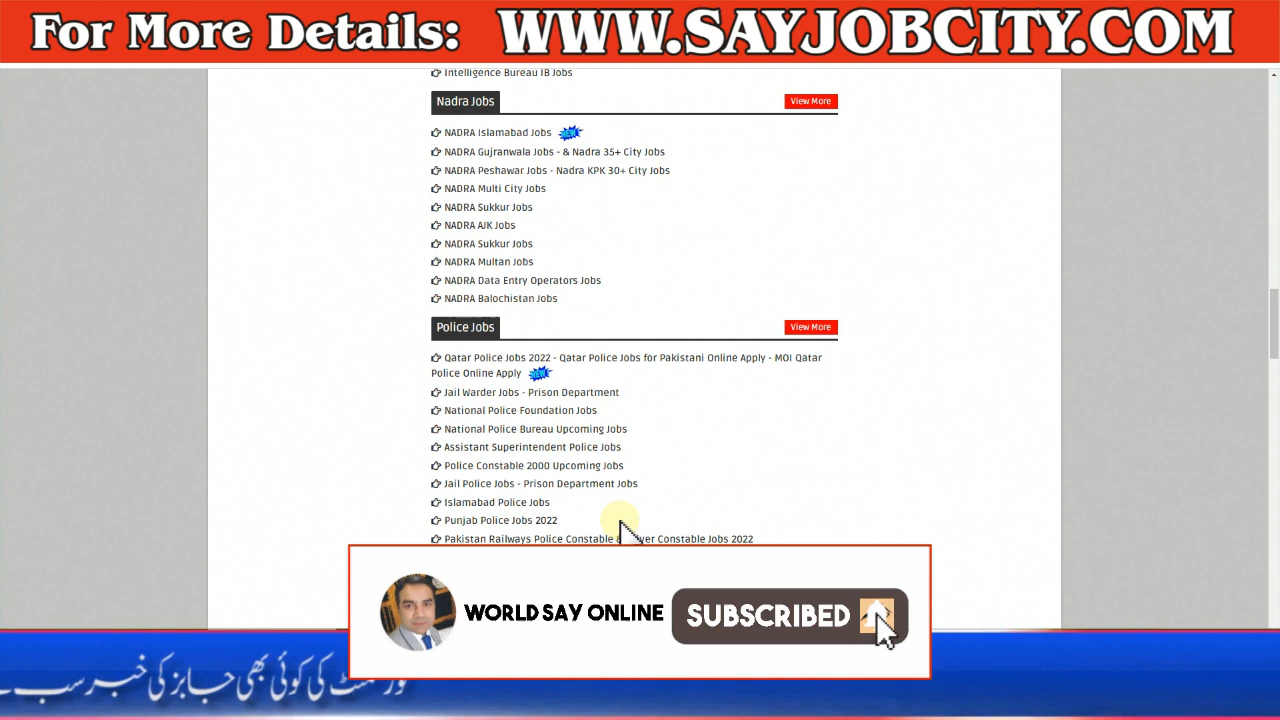 For More Details: WWW.SAYJOBCITY.COM
Intelligence Bureau IB Jobs
Nadra Jobs
View More
NADRA Islamabad Jobs NEW
NADRA Gujranwala Jobs - & Nadra 35+ City Jobs
NADRA Peshawar Jobs - Nadra KPK 30+ City Jobs
NADRA Multi City Jobs
NADRA Sukkur Jobs
NADRA AJK Jobs
NADRA Sukkur Jobs
NADRA Multan Jobs
NADRA Data Entry Operators Jobs
NADRA Balochistan Jobs
Police Jobs
View More
Qatar Police Jobs 2022 - Qatar Police Jobs for Pakistani Online Apply - MOI Qatar
Police Online Apply NEW
Jail Warder Jobs - Prison Department
National Police Foundation Jobs
National Police Bureau Upcoming Jobs
Assistant Superintendent Police Jobs
Police Constable 2000 Upcoming Jobs
Jail Police Jobs - Prison Department Jobs
Islamabad Police Jobs
Punjab Police Jobs 2022
Pakistan Railways Police Constable & Constable Jobs 2022
WORLD SAY ONLINE
SUBSCRIBED
کی کوئی بھی جابز کی خبر سب سے